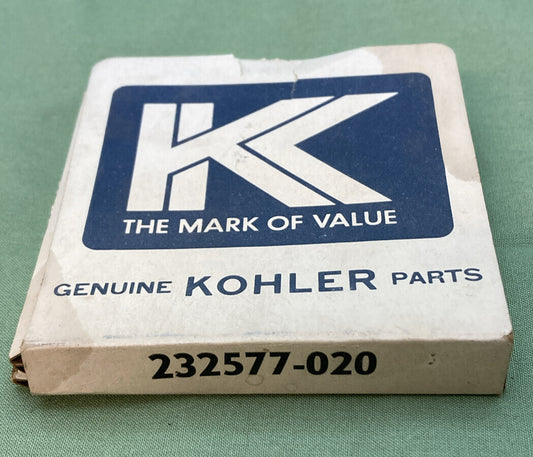 K
THE MARK OF VALUE
GENUINE KOHLER PARTS
232577-020